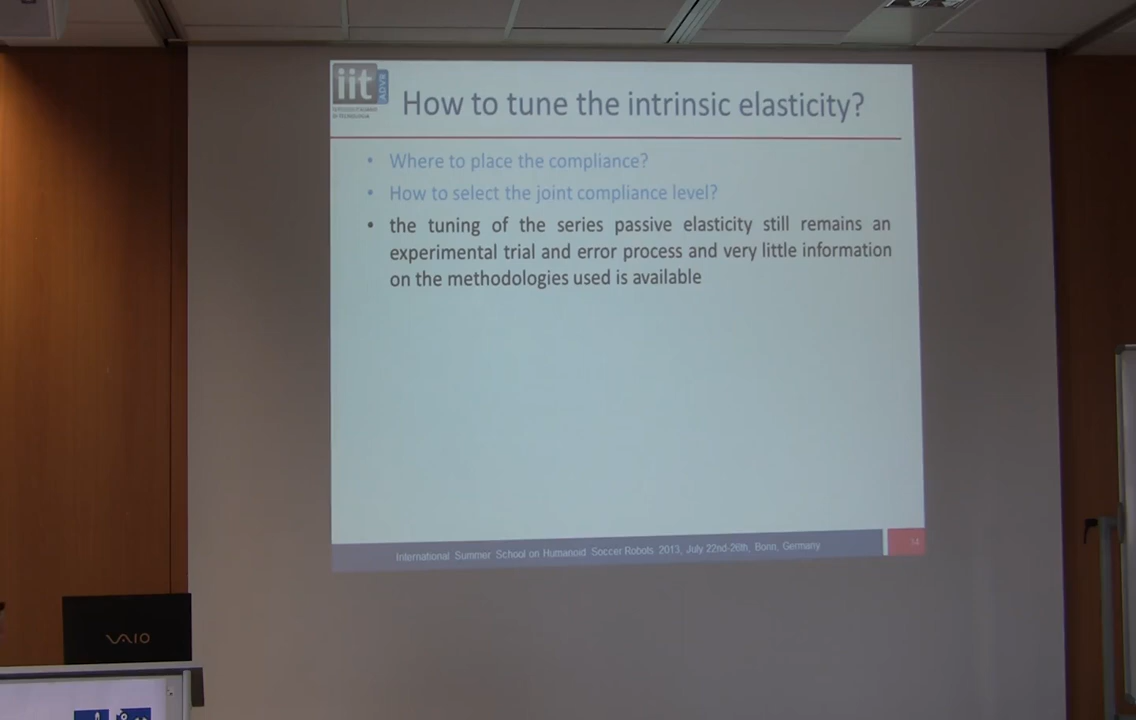 iit
ADVR
How to tune the intrinsic elasticity?
• Where to place the compliance?
• How to select the joint compliance level?
• the tuning of the series passive elasticity still remains an
experimental trial and error process and very little information
on the methodologies used is available
International Summer School on Humanoid Soccer Robots 2013, July 22nd-26th, Bonn, Germany
14
VAIO